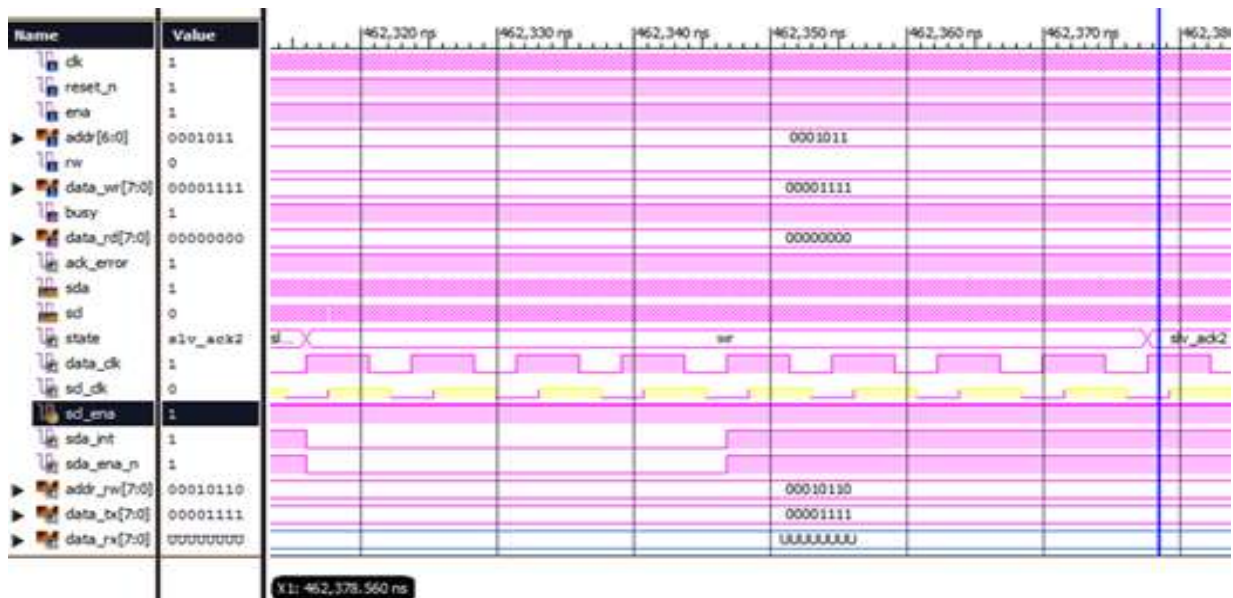 Name Value 462,320 ns 462,330 ns 462,340 ns 462,350 ns 462,360 ns 462,370 ns 462,38
clk 1
reset_n 1
ena 1
addr[6:0] 0001011 0001011
rw 0
data_wr[7:0] 00001111 00001111
busy 1
data_rd[7:0] 00000000 00000000
ack_error 1
sda 1
scl 0
state slv_ack2 sl... wr slv_ack2
data_clk 1
scl_clk 0
scl_ena 1
sda_int 1
sda_ena_n 1
addr_rw[7:0] 00010110 00010110
data_tx[7:0] 00001111 00001111
data_rx[7:0] UUUUUUUU UUUUUUUU
X1: 462,378.560 ns